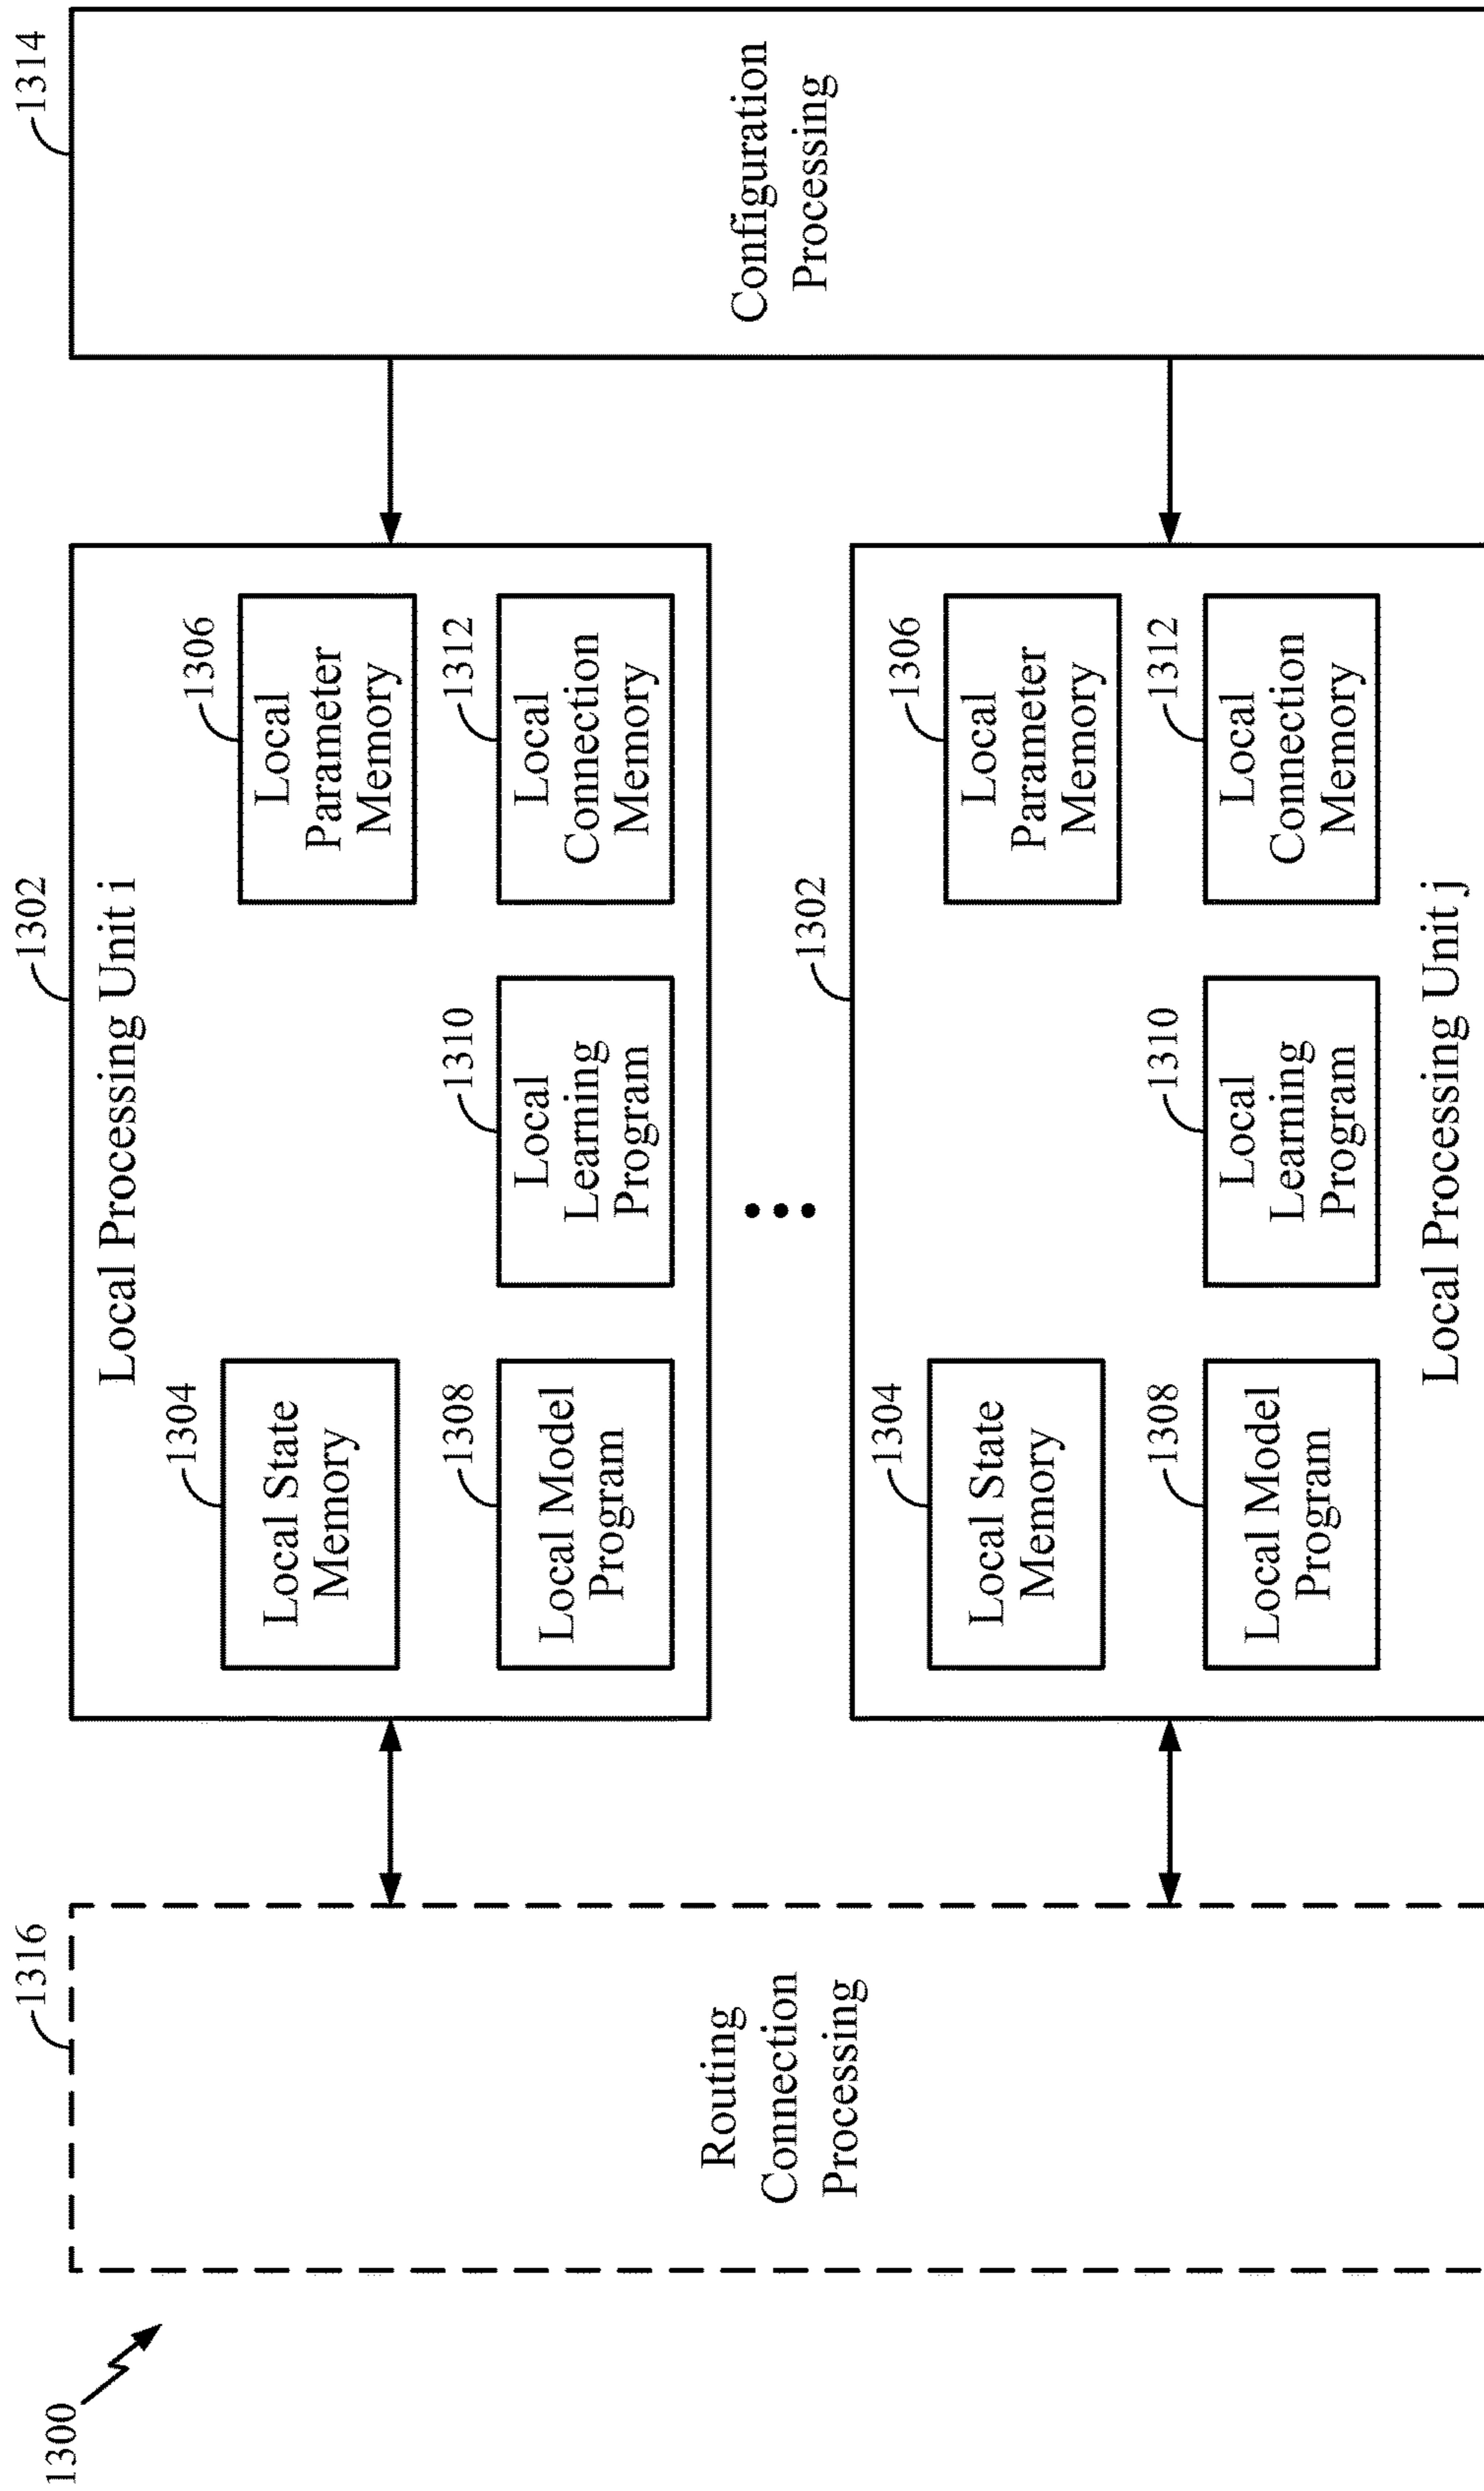 1300
1316
Routing
Connection
Processing
1302
Local Processing Unit i
1304
Local State
Memory
1306
Local
Parameter
Memory
1308
Local Model
Program
1310
Local
Learning
Program
1312
Local
Connection
Memory
1302
1304
Local State
Memory
1306
Local
Parameter
Memory
1308
Local Model
Program
1310
Local
Learning
Program
1312
Local
Connection
Memory
Local Processing Unit j
1314
Configuration
Processing